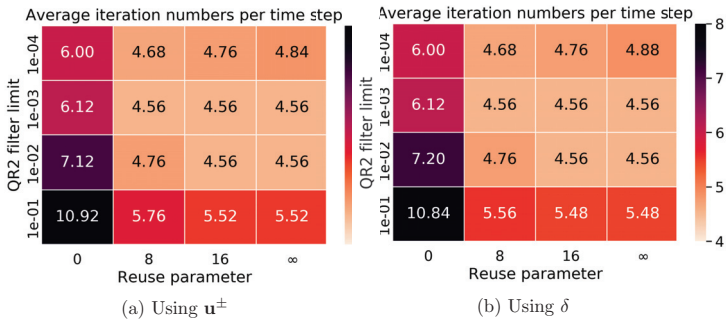 Average iteration numbers per time step
QR2 filter limit
1e-04 6.00 4.68 4.76 4.84
1e-03 6.12 4.56 4.56 4.56
1e-02 7.12 4.76 4.56 4.56
1e-01 10.92 5.76 5.52 5.52
0 8 16 ∞
Reuse parameter
(a) Using u±
Average iteration numbers per time step
QR2 filter limit
1e-04 6.00 4.68 4.76 4.88
1e-03 6.12 4.56 4.56 4.56
1e-02 7.20 4.76 4.56 4.56
1e-01 10.84 5.56 5.48 5.48
0 8 16 ∞
Reuse parameter
8
7
6
5
4
(b) Using δ